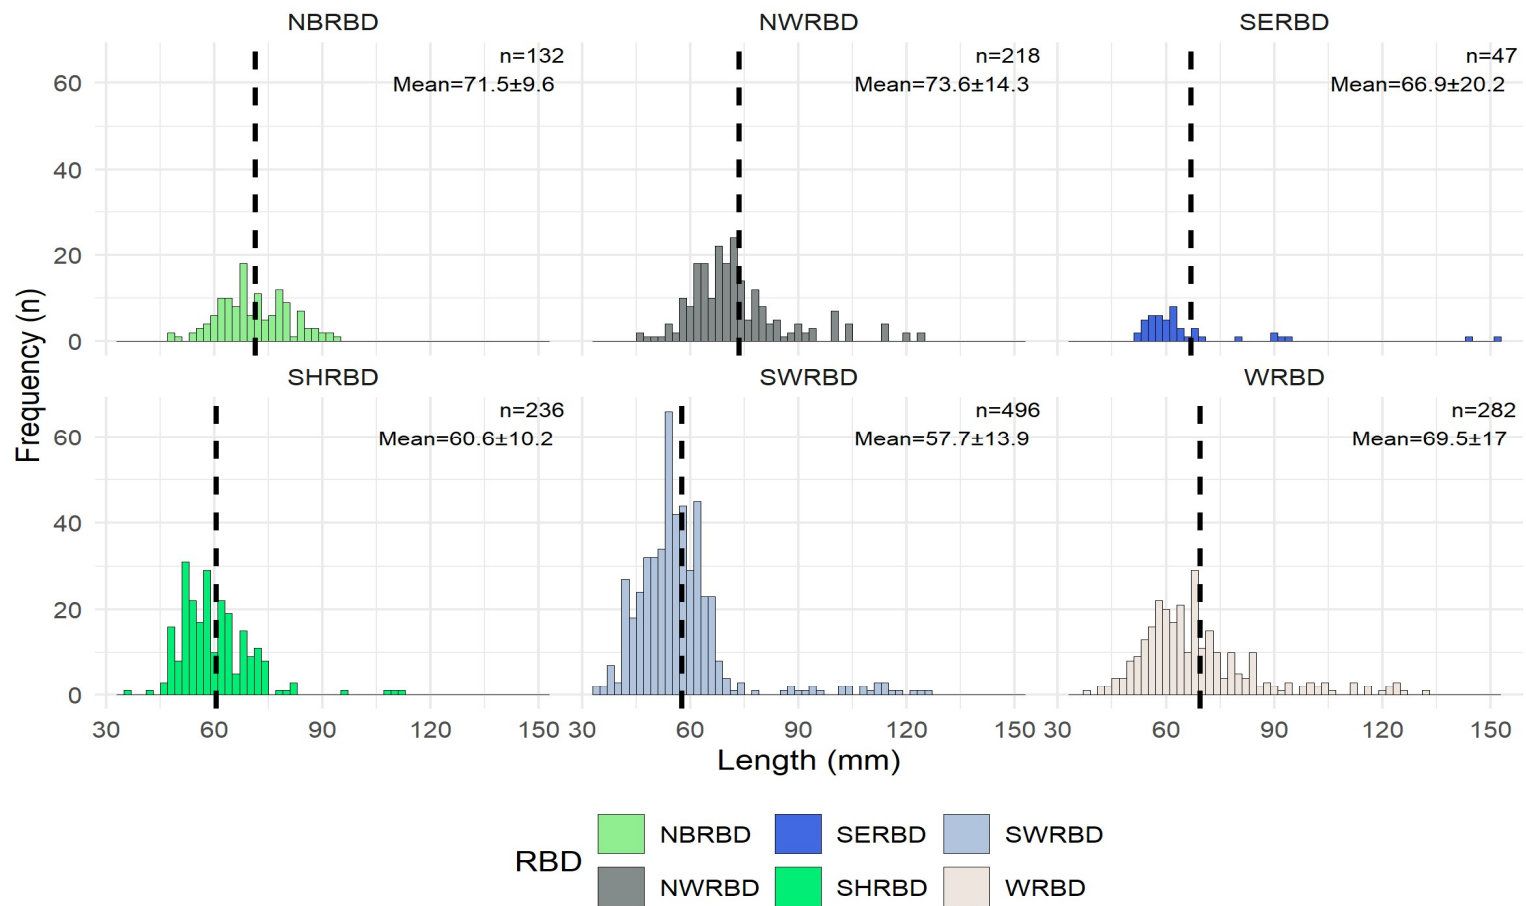 NBRBD NWRBD SERBD
n=132 n=218 n=47
Mean=71.5±9.6 Mean=73.6±14.3 Mean=66.9±20.2
60
40
20
0
SHRBD SWRBD WRBD
n=236 n=496 n=282
Mean=60.6±10.2 Mean=57.7±13.9 Mean=69.5±17
60
40
20
0
Frequency (n)
30 60 90 120 150 30 60 90 120 150 30 60 90 120 150
Length (mm)
RBD
NBRBD SERBD SWRBD
NWRBD SHRBD WRBD